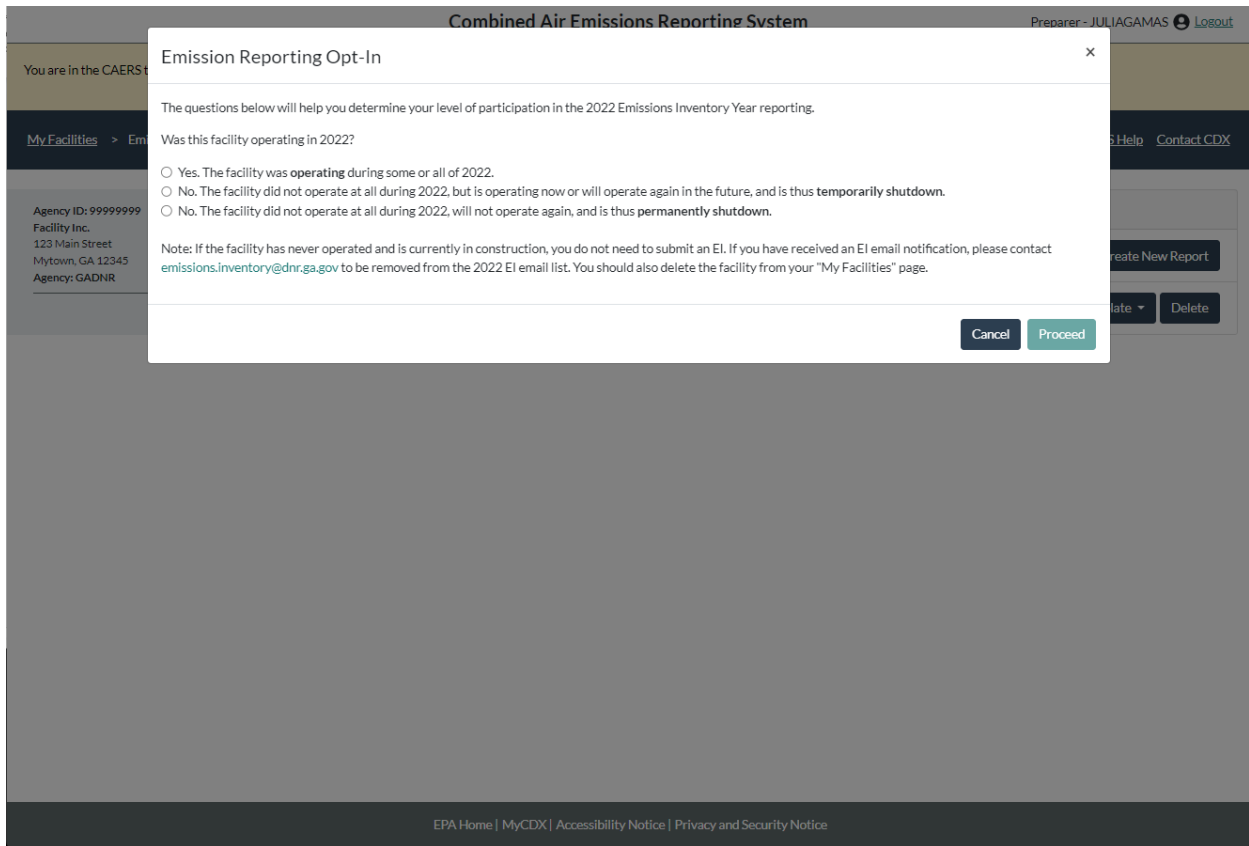 Combined Air Emissions Reporting System
Preparer - JULIAGAMAS Logout
You are in the CAERS t
Emission Reporting Opt-In
×
The questions below will help you determine your level of participation in the 2022 Emissions Inventory Year reporting.
My Facilities > Emi
Was this facility operating in 2022?
S Help Contact CDX
Yes. The facility was operating during some or all of 2022.
No. The facility did not operate at all during 2022, but is operating now or will operate again in the future, and is thus temporarily shutdown.
No. The facility did not operate at all during 2022, will not operate again, and is thus permanently shutdown.
Agency ID: 99999999
Facility Inc.
123 Main Street
Mytown, GA 12345
Agency: GADNR
Note: If the facility has never operated and is currently in construction, you do not need to submit an EI. If you have received an EI email notification, please contact
emissions.inventory@dnr.ga.gov to be removed from the 2022 EI email list. You should also delete the facility from your "My Facilities" page.
reate New Report
late Delete
Cancel Proceed
EPA Home | MyCDX | Accessibility Notice | Privacy and Security Notice